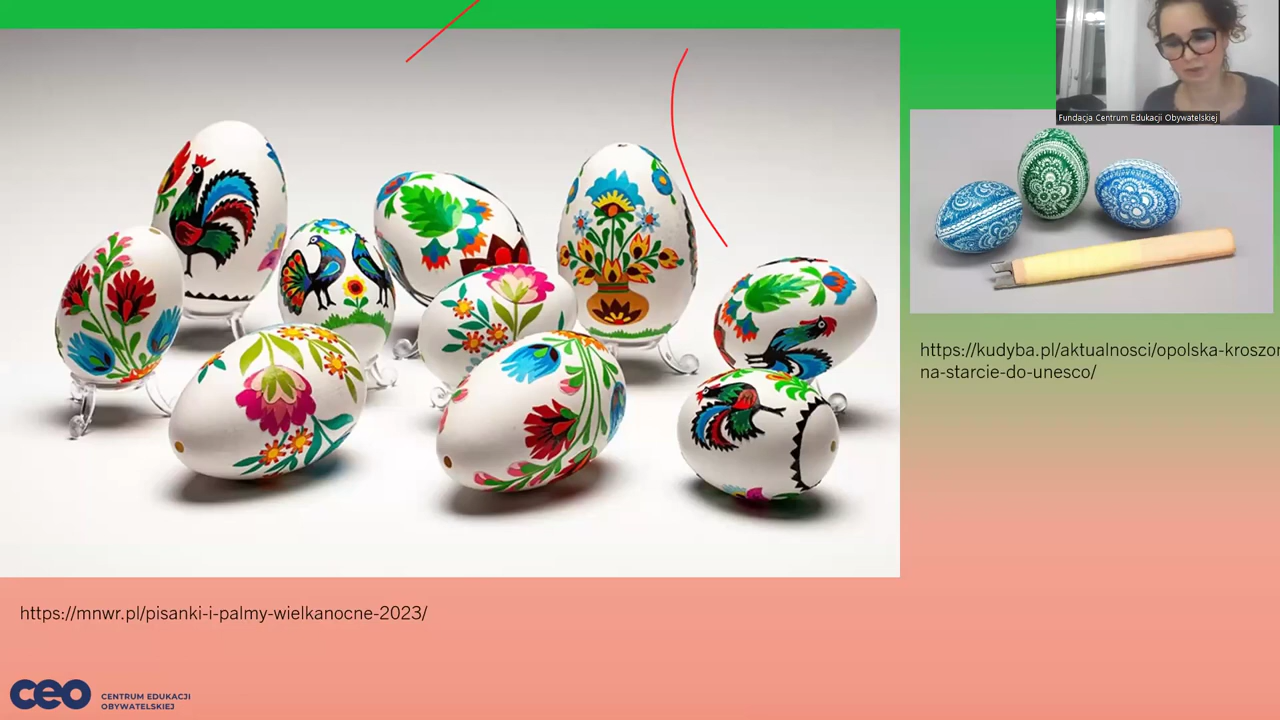 Fundacja Centrum Edukacji Obywatelskiej
https://kudyba.pl/aktualnosci/opolska-kroszon
na-starcie-do-unesco/
https://mnwr.pl/pisanki-i-palmy-wielkanocne-2023/
ceo CENTRUM EDUKACJI
OBYWATELSKIEJ